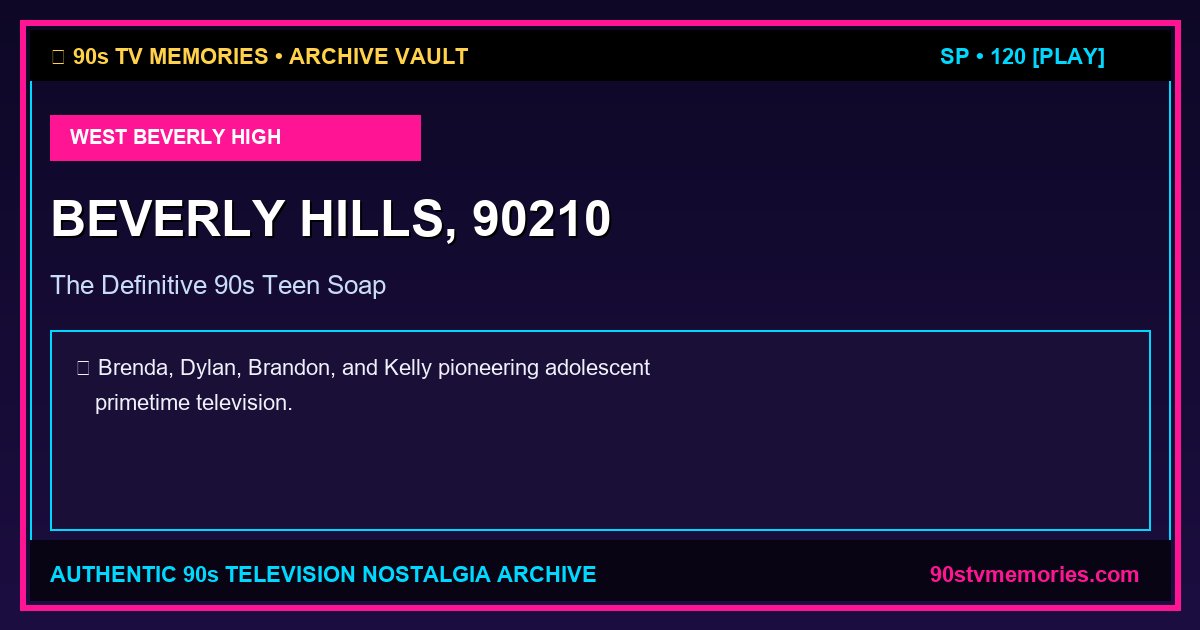 90s TV MEMORIES • ARCHIVE VAULT
SP • 120 [PLAY]
WEST BEVERLY HIGH
BEVERLY HILLS, 90210
The Definitive 90s Teen Soap
Brenda, Dylan, Brandon, and Kelly pioneering adolescent
primetime television.
AUTHENTIC 90s TELEVISION NOSTALGIA ARCHIVE
90stvmemories.com